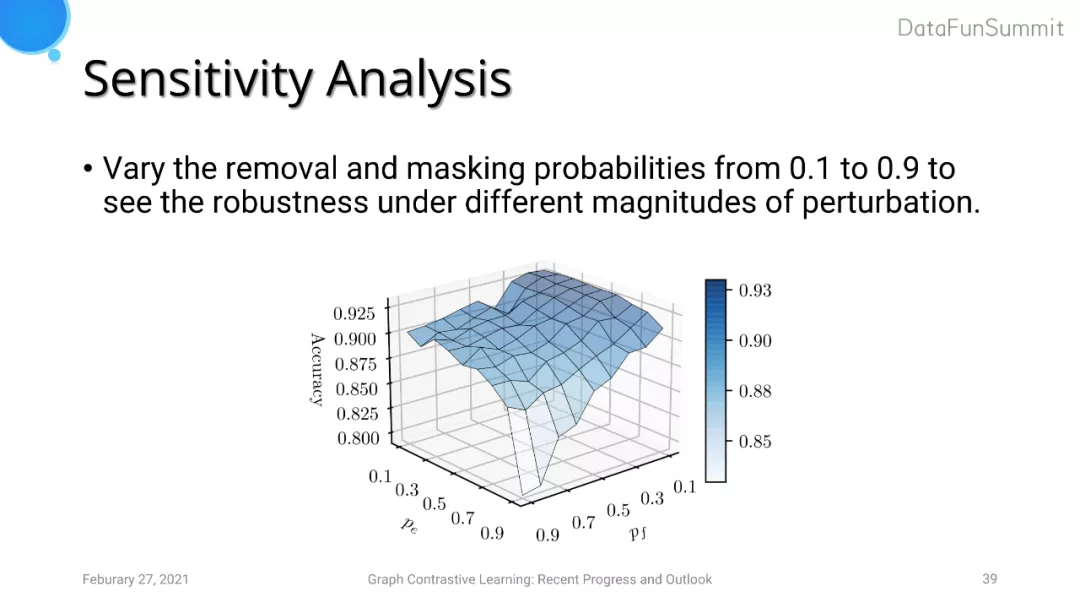 DataFunSummit
Sensitivity Analysis
• Vary the removal and masking probabilities from 0.1 to 0.9 to
see the robustness under different magnitudes of perturbation.
0.925
0.900
0.875
0.850
0.825
0.800
Accuracy
0.1
0.3
0.5
0.7
0.9
pe
0.9
0.7
0.5
0.3
0.1
pf
0.93
0.90
0.88
0.85
Feburary 27, 2021
Graph Contrastive Learning: Recent Progress and Outlook
39